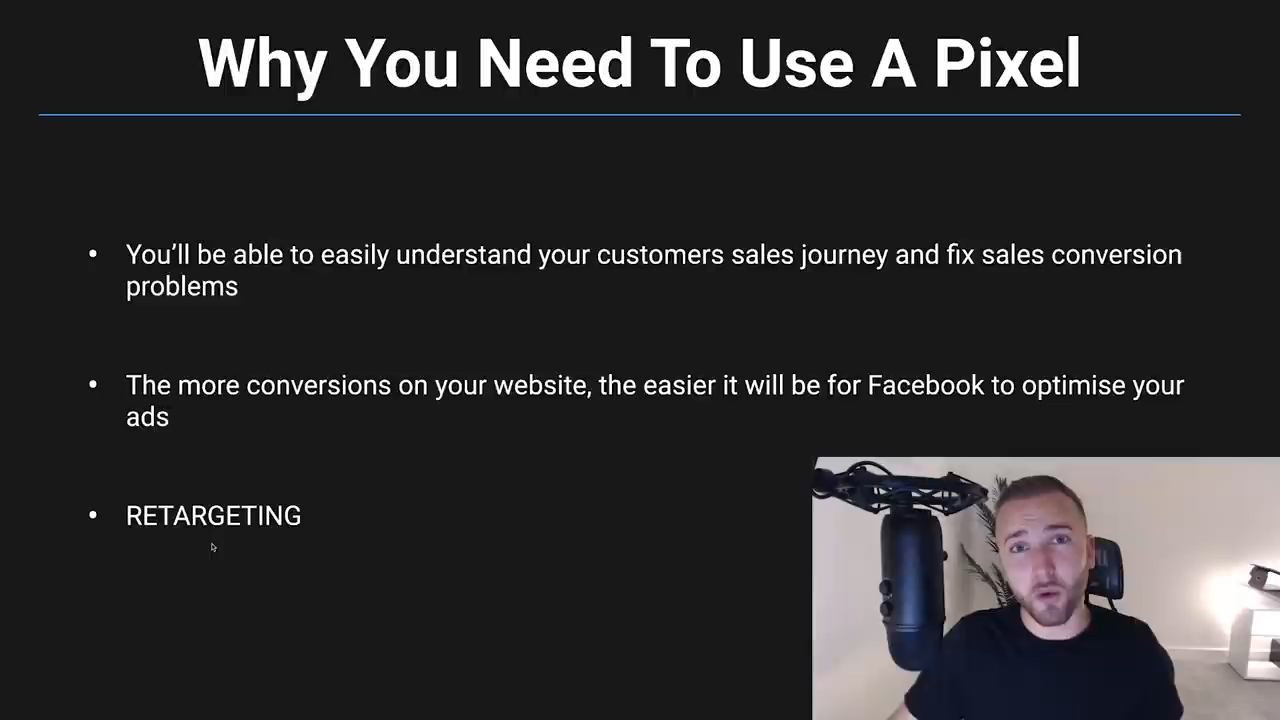 Why You Need To Use A Pixel
• You’ll be able to easily understand your customers sales journey and fix sales conversion
problems
• The more conversions on your website, the easier it will be for Facebook to optimise your
ads
• RETARGETING